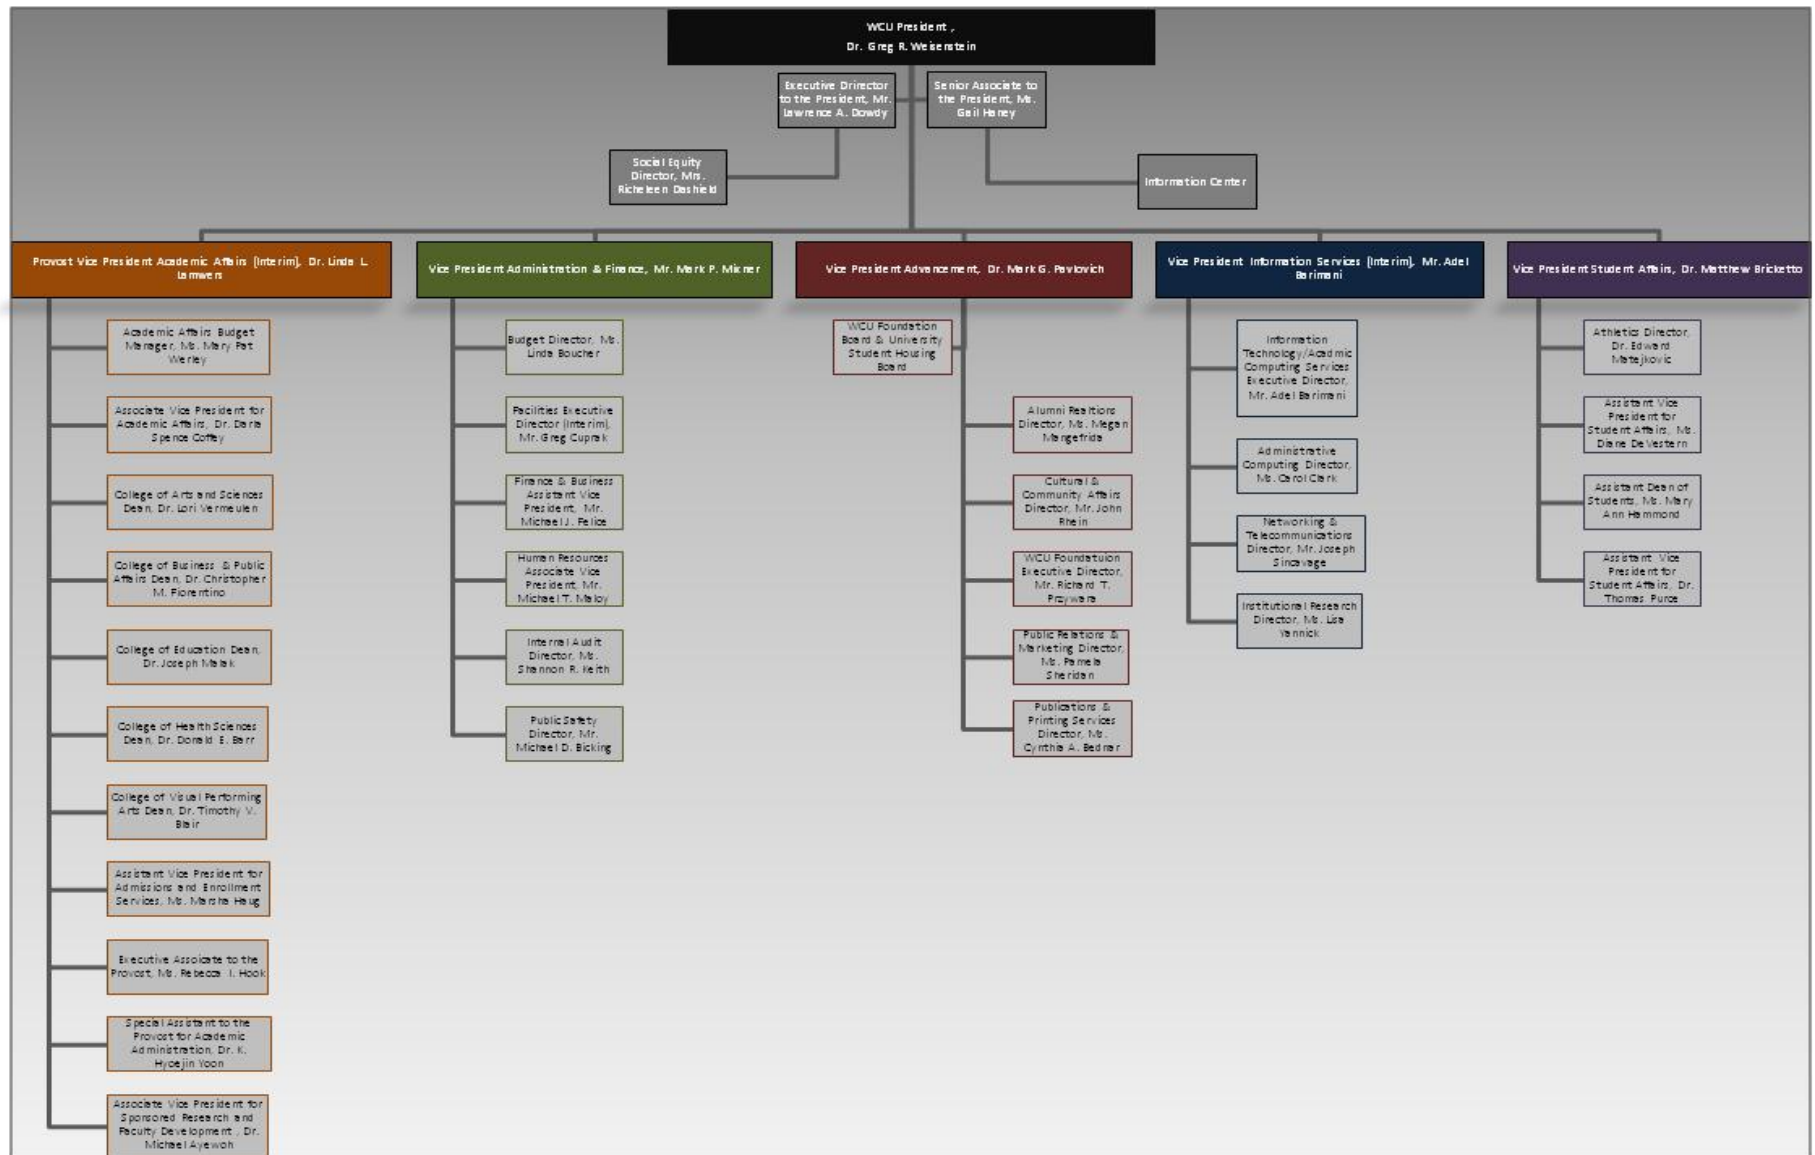 WCU President ,
Dr. Greg R. Weisenstein
Executive Drirector
to the President, Mr.
Lawrence A. Dowdy
Senior Associate to
the President, Ms.
Gail Haney
Social Equity
Director, Mrs.
Richeleen Dashield
Information Center
Provost Vice President Academic Affairs (Interim), Dr. Linda L.
Lamwers
Academic Affairs Budget
Manager, Ms. Mary Pat
Werley
Associate Vice President for
Academic Affairs, Dr. Darla
Spence Coffey
College of Arts and Sciences
Dean, Dr. Lori Vermeulen
College of Business & Public
Affairs Dean, Dr. Christopher
M. Fiorentino
College of Education Dean,
Dr. Joseph Malak
College of Health Sciences
Dean, Dr. Donald E. Barr
College of Visual Performing
Arts Dean, Dr. Timothy V.
Blair
Assistant Vice President for
Admissions and Enrollment
Services, Ms. Marsha Haug
Executive Assoicate to the
Provost, Ms. Rebecca I. Hook
Special Assistant to the
Provost for Academic
Administration, Dr. K.
Hyoejin Yoon
Associate Vice President for
Sponsored Research and
Faculty Development , Dr.
Michael Ayewoh
Vice President Administration & Finance, Mr. Mark P. Mixner
Budget Director, Ms.
Linda Boucher
Facilities Executive
Director (Interim),
Mr. Greg Cuprak
Finance & Business
Assistant Vice
President, Mr.
Michael J. Felice
Human Resources
Associate Vice
President, Mr.
Michael T. Maloy
Internal Audit
Director, Ms.
Shannon R. Keith
Public Safety
Director, Mr.
Michael D. Bicking
Vice President Advancement, Dr. Mark G. Pavlovich
WCU Foundation
Board & University
Student Housing
Board
Alumni Realtions
Director, Ms. Megan
Mangefrida
Cultural &
Community Affairs
Director, Mr. John
Rhein
WCU Foundatuion
Executive Director,
Mr. Richard T.
Przywara
Public Relations &
Marketing Director,
Ms. Pamela
Sheridan
Publications &
Printing Services
Director, Ms.
Cynthia A. Bednar
Vice President Information Services (Interim), Mr. Adel
Barimani
Information
Technology/Acadmic
Computing Services
Executive Director,
Mr. Adel Barimani
Administrative
Computing Director,
Ms. Carol Clark
Networking &
Telecommunications
Director, Mr. Joseph
Sincavage
Institutional Research
Director, Ms. Lisa
Yannick
Vice President Student Affairs, Dr. Matthew Bricketto
Athletics Director,
Dr. Edward
Matejkovic
Assistant Vice
President for
Student Affairs, Ms.
Diane DeVestern
Assistant Dean of
Students, Ms. Mary
Ann Hammond
Assistant Vice
President for
Student Affairs, Dr.
Thomas Purce